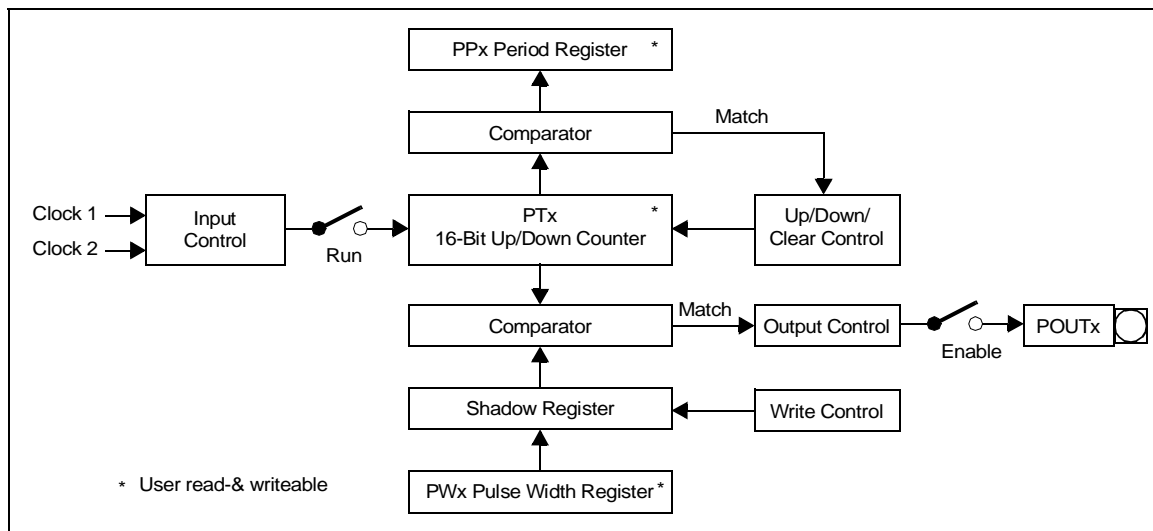 PPx Period Register *
Comparator
Match
Clock 1
Clock 2
Input
Control
Run
PTx *
16-Bit Up/Down Counter
Up/Down/
Clear Control
Comparator
Match
Output Control
Enable
POUTx
Shadow Register
Write Control
PWx Pulse Width Register*
* User read-& writeable